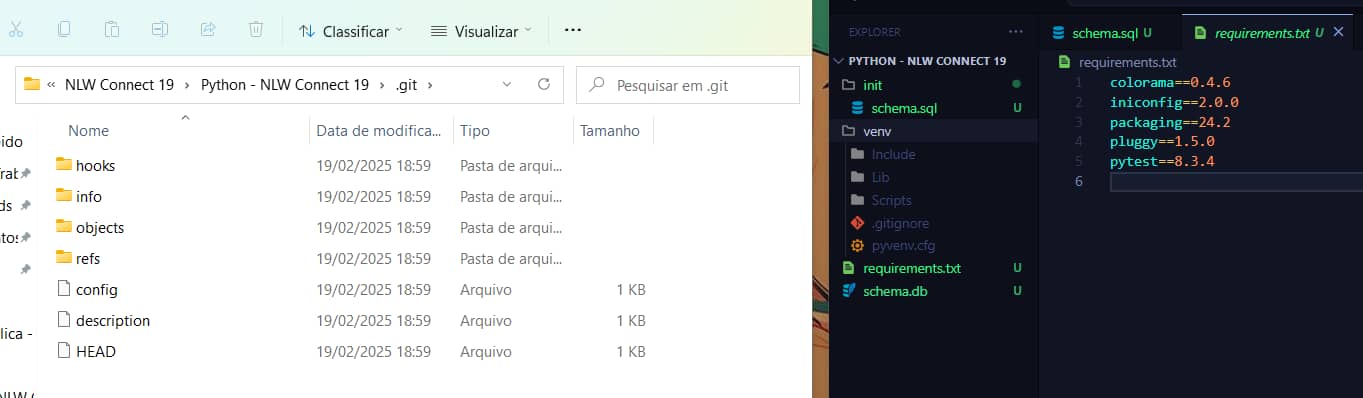 Classificar
Visualizar
« NLW Connect 19 > Python - NLW Connect 19 > .git >
Pesquisar em .git
Nome
Data de modifica...
Tipo
Tamanho
hooks 19/02/2025 18:59 Pasta de arqui...
info 19/02/2025 18:59 Pasta de arqui...
objects 19/02/2025 18:59 Pasta de arqui...
refs 19/02/2025 18:59 Pasta de arqui...
config 19/02/2025 18:59 Arquivo 1 KB
description 19/02/2025 18:59 Arquivo 1 KB
HEAD 19/02/2025 18:59 Arquivo 1 KB
EXPLORER
PYTHON - NLW CONNECT 19
init
schema.sql U
venv
Include
Lib
Scripts
.gitignore
pyvenv.cfg
requirements.txt U
schema.db U
schema.sql U
requirements.txt U
requirements.txt
1 colorama==0.4.6
2 iniconfig==2.0.0
3 packaging==24.2
4 pluggy==1.5.0
5 pytest==8.3.4
6